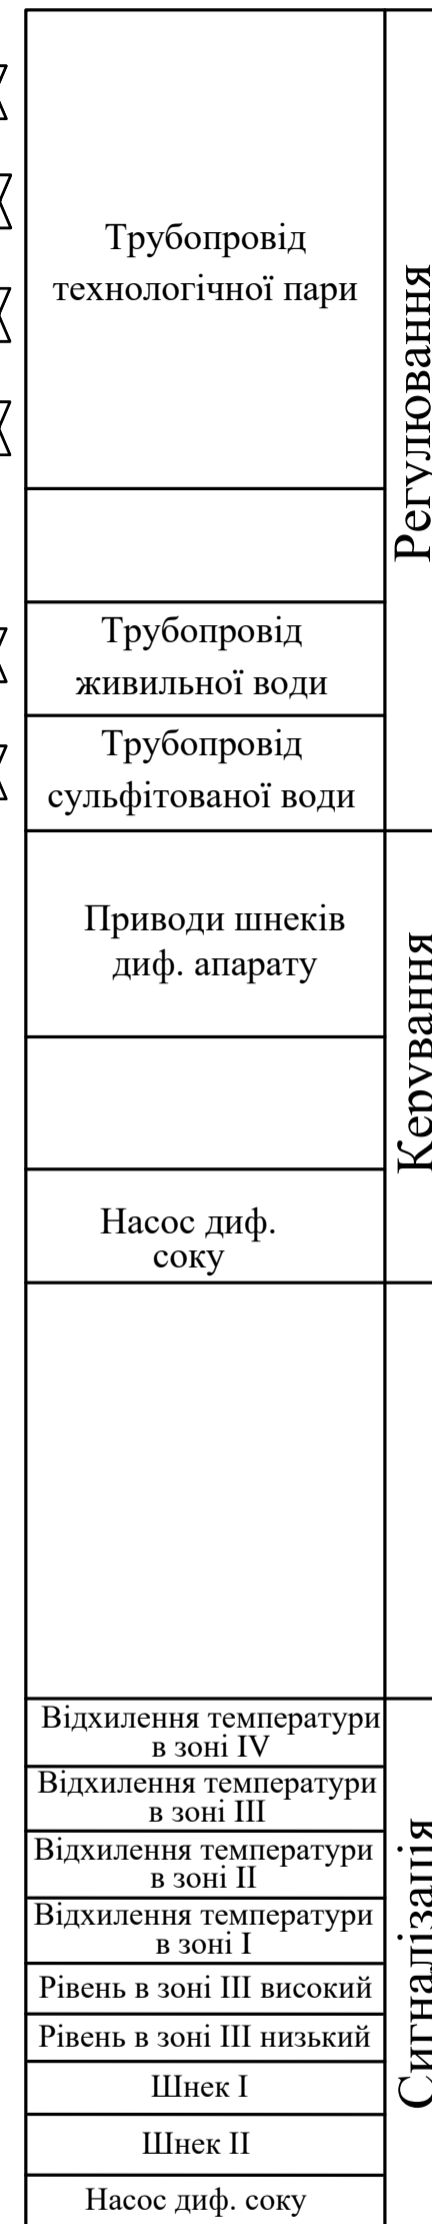 Трубопровід
технологічної пари
Регулювання
Трубопровід
живильної води
Трубопровід
сульфітованої води
Приводи шнеків
диф. апарату
Керування
Насос диф.
соку
Відхилення температури
в зоні IV
Відхилення температури
в зоні III
Відхилення температури
в зоні II
Відхилення температури
в зоні I
Рівень в зоні III високий
Рівень в зоні III низький
Шнек I
Шнек II
Насос диф. соку
Сигналізація